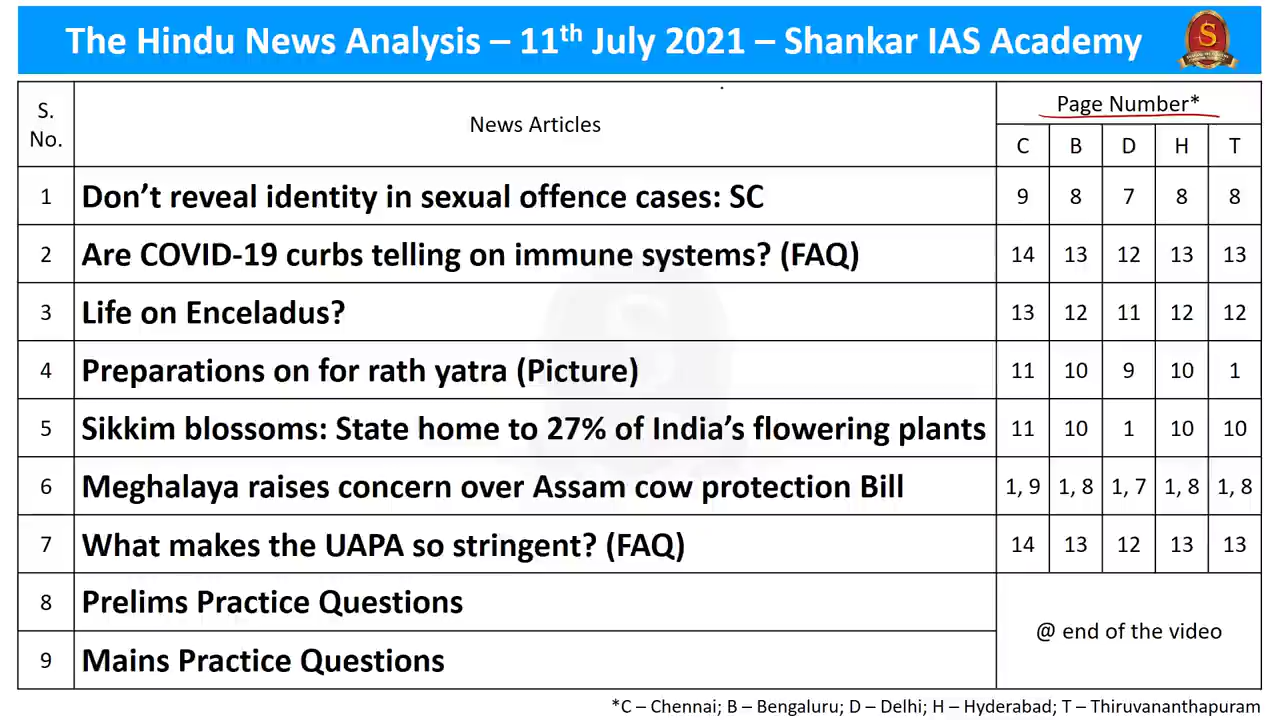 The Hindu News Analysis – 11th July 2021 – Shankar IAS Academy
S
S. No. News Articles Page Number*
C B D H T
1 Don't reveal identity in sexual offence cases: SC 9 8 7 8 8
2 Are COVID-19 curbs telling on immune systems? (FAQ) 14 13 12 13 13
3 Life on Enceladus? 13 12 11 12 12
4 Preparations on for rath yatra (Picture) 11 10 9 10 1
5 Sikkim blossoms: State home to 27% of India's flowering plants 11 10 1 10 10
6 Meghalaya raises concern over Assam cow protection Bill 1, 9 1, 8 1, 7 1, 8 1, 8
7 What makes the UAPA so stringent? (FAQ) 14 13 12 13 13
8 Prelims Practice Questions
@ end of the video
9 Mains Practice Questions
*C – Chennai; B – Bengaluru; D – Delhi; H – Hyderabad; T – Thiruvananthapuram